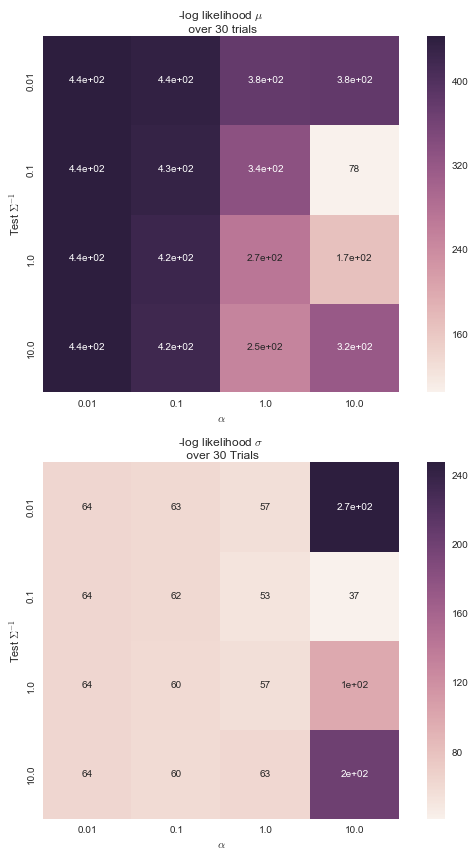 -log likelihood μ
over 30 trials
4.4e+02 4.4e+02 3.8e+02 3.8e+02
4.4e+02 4.3e+02 3.4e+02 78
4.4e+02 4.2e+02 2.7e+02 1.7e+02
4.4e+02 4.2e+02 2.5e+02 3.2e+02
0.01
0.1
1.0
10.0
Test Σ⁻¹
0.01 0.1 1.0 10.0
α
400
320
240
160
-log likelihood σ
over 30 Trials
64 63 57 2.7e+02
64 62 53 37
64 60 57 1e+02
64 60 63 2e+02
0.01
0.1
1.0
10.0
Test Σ⁻¹
0.01 0.1 1.0 10.0
α
240
200
160
120
80